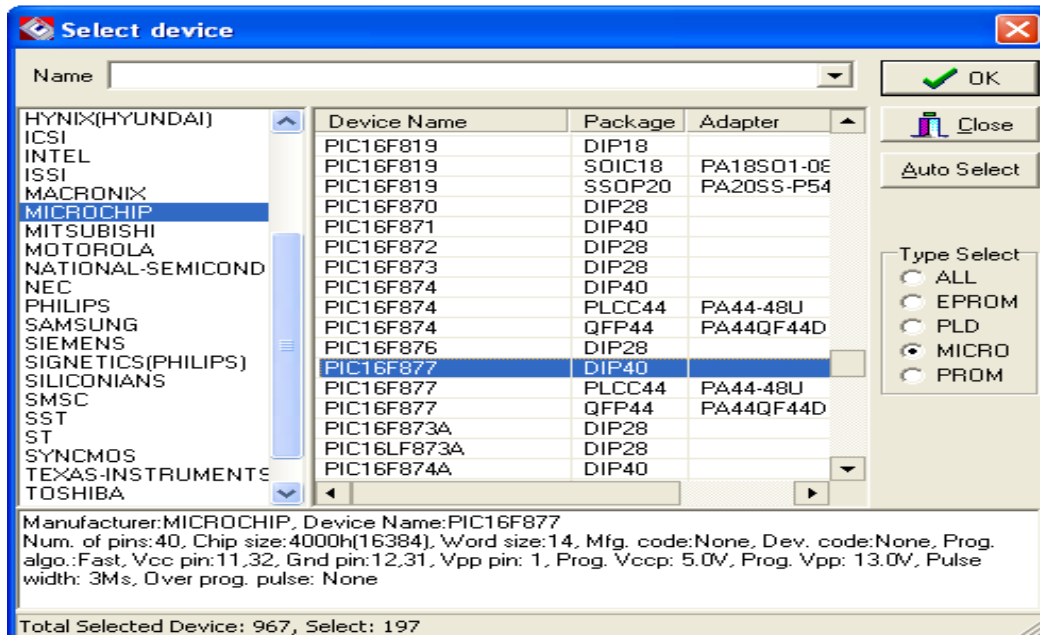 Select device
Name
OK
HYNIX(HYUNDAI)
ICSI
INTEL
ISSI
MACRONIX
MICROCHIP
MITSUBISHI
MOTOROLA
NATIONAL-SEMICOND
NEC
PHILIPS
SAMSUNG
SIEMENS
SIGNETICS(PHILIPS)
SILICONIANS
SMSC
SST
ST
SYNCMOS
TEXAS-INSTRUMENTS
TOSHIBA
Device Name Package Adapter
PIC16F819 DIP18
PIC16F819 SOIC18 PA18SO1-08
PIC16F819 SSOP20 PA20SS-P54
PIC16F870 DIP28
PIC16F871 DIP40
PIC16F872 DIP28
PIC16F873 DIP28
PIC16F874 DIP40
PIC16F874 PLCC44 PA44-48U
PIC16F874 QFP44 PA44QF44D
PIC16F876 DIP28
PIC16F877 DIP40
PIC16F877 PLCC44 PA44-48U
PIC16F877 QFP44 PA44QF44D
PIC16F873A DIP28
PIC16LF873A DIP28
PIC16F874A DIP40
Close
Auto Select
Type Select
ALL
EPROM
PLD
MICRO
PROM
Manufacturer:MICROCHIP, Device Name:PIC16F877
Num. of pins:40, Chip size:4000h(16384), Word size:14, Mfg. code:None, Dev. code:None, Prog.
algo.:Fast, Vcc pin:11,32, Gnd pin:12,31, Vpp pin: 1, Prog. Vccp: 5.0V, Prog. Vpp: 13.0V, Pulse
width: 3Ms, Over prog. pulse: None
Total Selected Device: 967, Select: 197